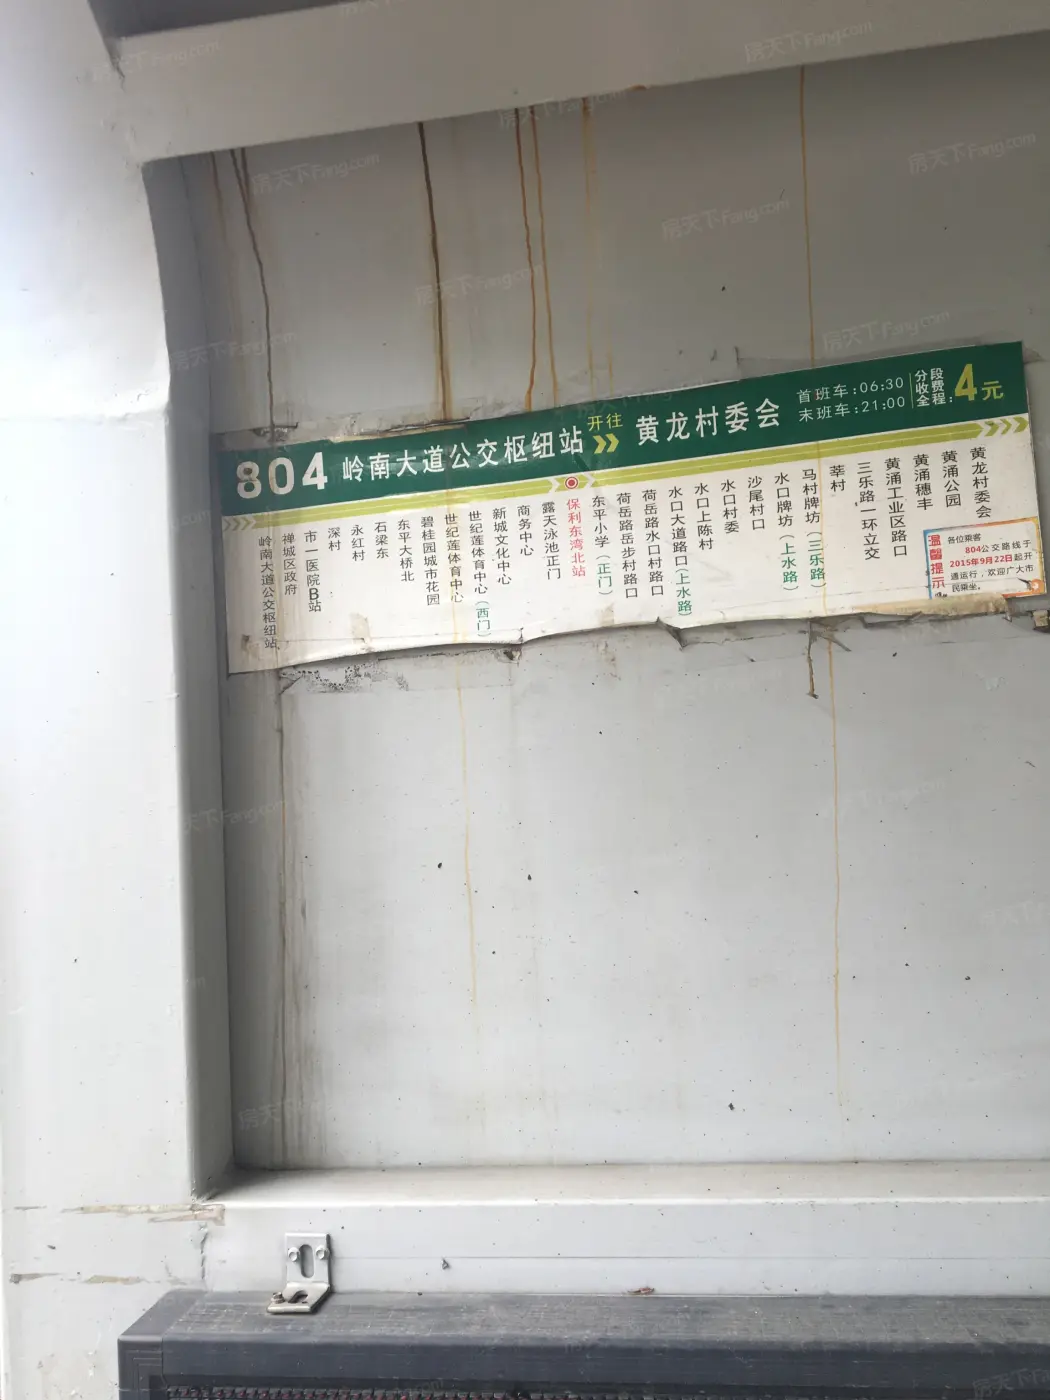 804 岭南大道公交枢纽站 开往 黄龙村委会
首班车:06:30
末班车:21:00
分段
收费
全程:
4元
岭南大道公交枢纽站
禅城区政府
市一医院B站
深村
永红村
石梁东
东平大桥北
碧桂园城市花园
世纪莲体育中心
世纪莲体育中心(西门)
新城文化中心
商务中心
露天泳池正门
保利东湾北站
东平小学(正门)
荷岳路岳步村路口
荷岳路水口村路口
水口大道路口(上水路)
水口上陈村
水口村委
沙尾村口
水口牌坊(上水路)
马村牌坊(三乐路)
莘村
三乐路一环立交
黄涌工业区路口
黄涌穗丰
黄涌公园
黄龙村委会
温馨提示
各位乘客
804公交路线于
2015年9月22日起开
通运行,欢迎广大市
民乘坐。
房天下Fang.com